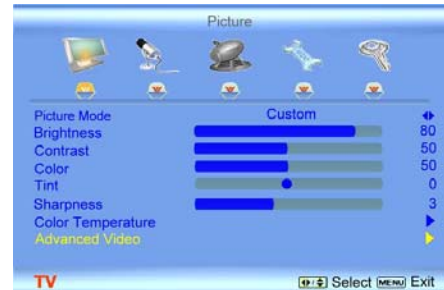 Picture
Picture Mode Custom
Brightness 80
Contrast 50
Color 50
Tint 0
Sharpness 3
Color Temperature
Advanced Video
TV Select MENU Exit